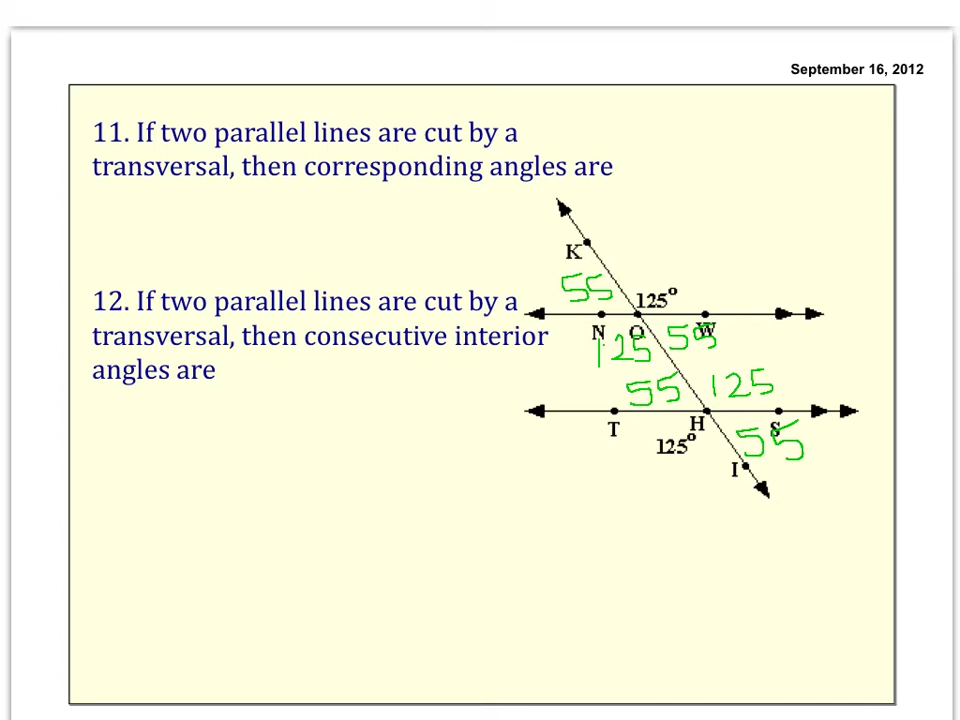 September 16, 2012
11. If two parallel lines are cut by a
transversal, then corresponding angles are
K
55
125°
12. If two parallel lines are cut by a
transversal, then consecutive interior
angles are
N O W
125 55
55 125
T H S
125°
55
I